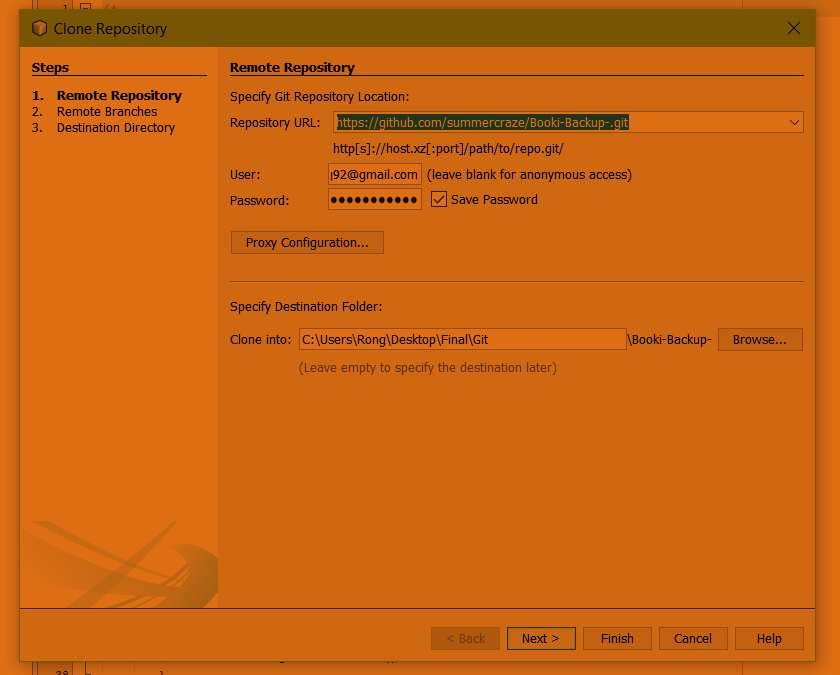 1 /*
Clone Repository
Steps
1. Remote Repository
2. Remote Branches
3. Destination Directory
Remote Repository
Specify Git Repository Location:
Repository URL: https://github.com/summercraze/Booki-Backup-.git
http[s]://host.xz[:port]/path/to/repo.git/
User: j92@gmail.com (leave blank for anonymous access)
Password: ●●●●●●●●●●● Save Password
Proxy Configuration...
Specify Destination Folder:
Clone into: C:\Users\Rong\Desktop\Final\Git \Booki-Backup- Browse...
(Leave empty to specify the destination later)
< Back Next > Finish Cancel Help
38 }